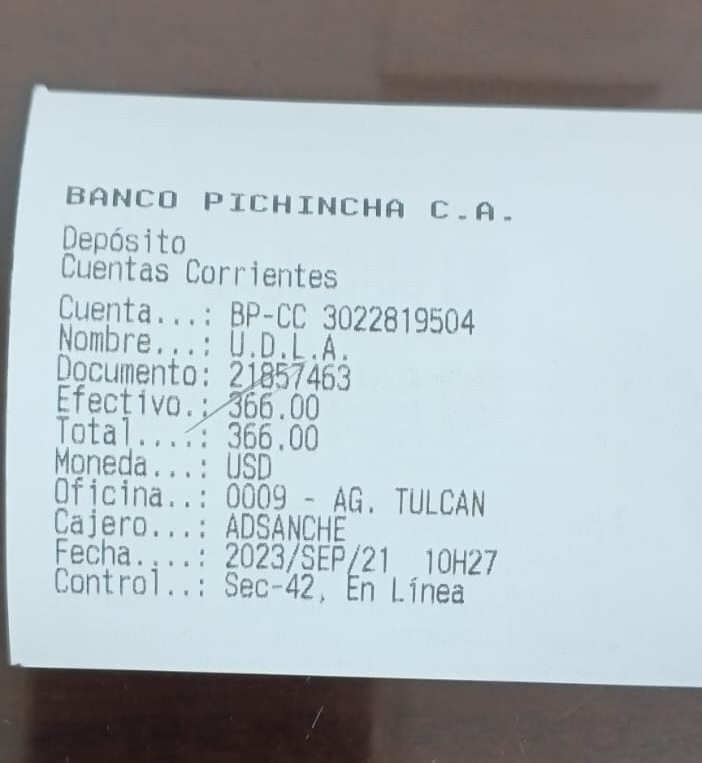 BANCO PICHINCHA C.A.
Depósito
Cuentas Corrientes
Cuenta...: BP-CC 3022819504
Nombre...: U.D.L.A.
Documento: 21857463
Efectivo.: 366.00
Total....: 366.00
Moneda...: USD
Oficina..: 0009 - AG. TULCAN
Cajero...: ADSANCHE
Fecha....: 2023/SEP/21 10H27
Control..: Sec-42, En Línea